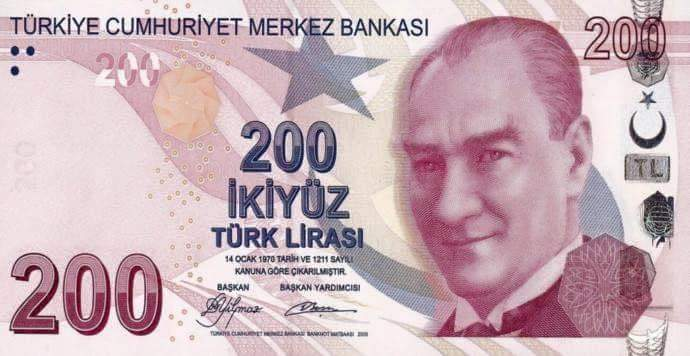 TÜRKİYE CUMHURİYET MERKEZ BANKASI
200
200
200
200
İKİYÜZ
TÜRK LİRASI
14 OCAK 1970 TARİH VE 1211 SAYILI
KANUNA GÖRE ÇIKARILMIŞTIR.
BAŞKAN BAŞKAN YARDIMCISI
TL
200
TÜRKİYE CUMHURİYET MERKEZ BANKASI BANKNOT MATBAASI 2009